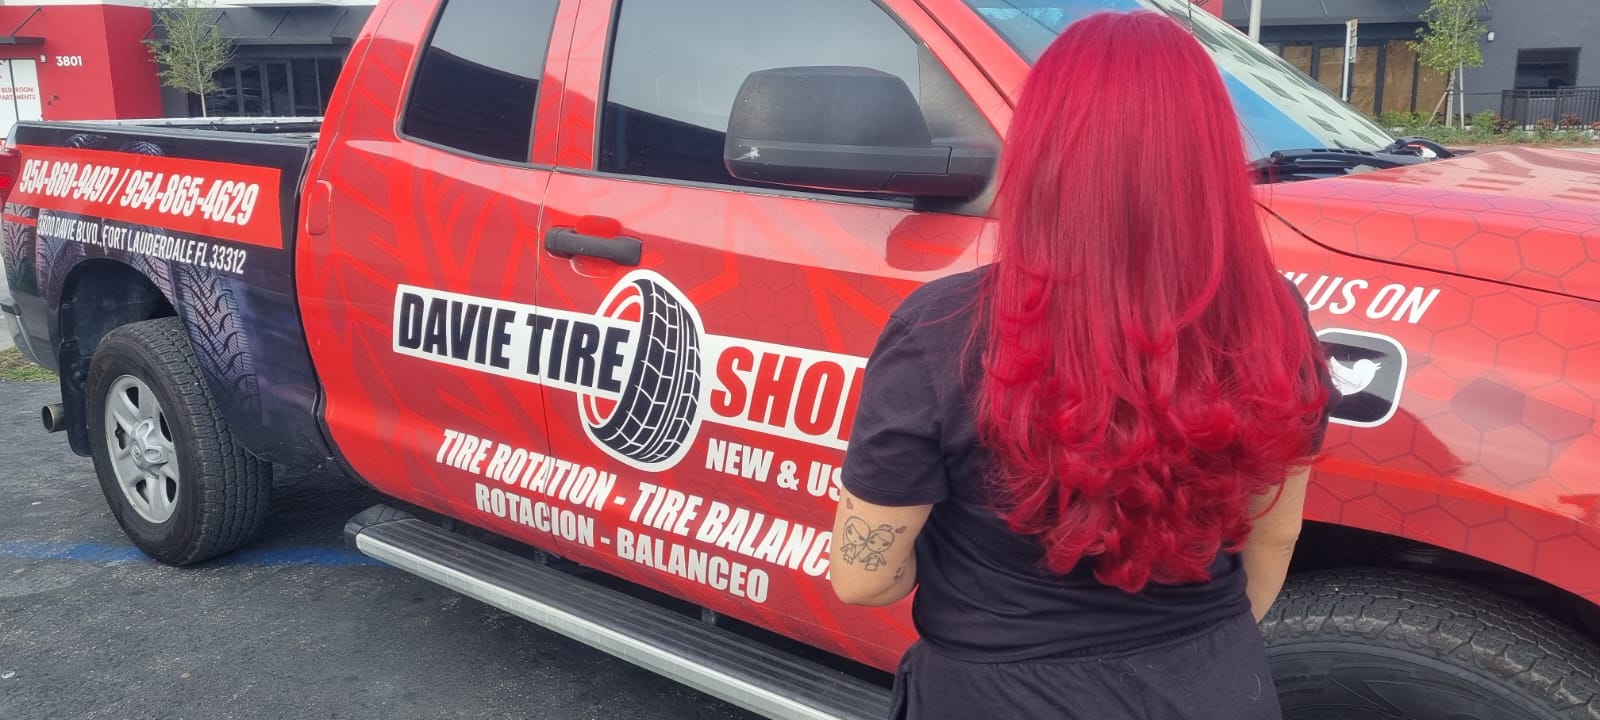 3801
954-860-9497 / 954-865-4629
3800 DAVIE BLVD., FORT LAUDERDALE FL 33312
DAVIE TIRE SHO
NEW & US
TIRE ROTATION - TIRE BALANC
ROTACION - BALANCEO
US ON